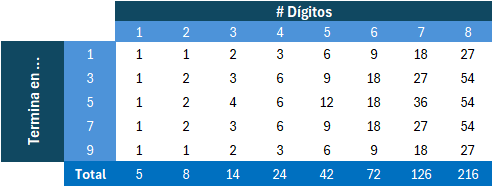 # Dígitos
1 2 3 4 5 6 7 8
Termina en ...
1 1 1 2 3 6 9 18 27
3 1 2 3 6 9 18 27 54
5 1 2 4 6 12 18 36 54
7 1 2 3 6 9 18 27 54
9 1 1 2 3 6 9 18 27
Total 5 8 14 24 42 72 126 216